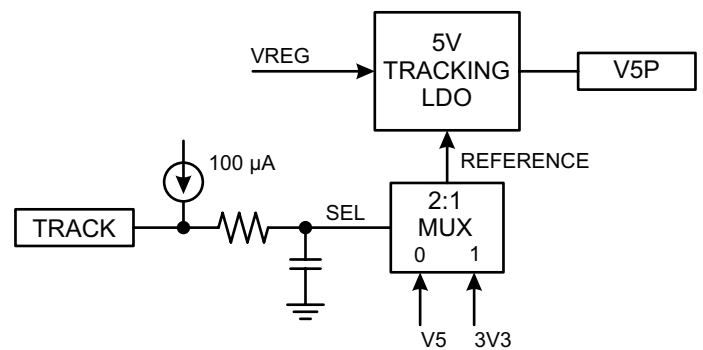 5V
TRACKING
LDO
VREG
V5P
REFERENCE
100 µA
TRACK
SEL
2:1
MUX
0 1
V5 3V3